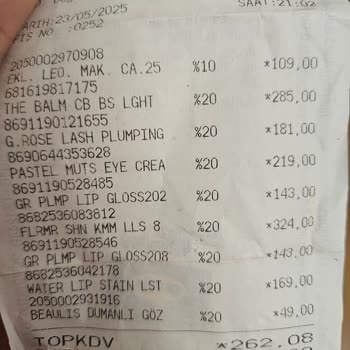 TARİH:23/05/2025 SAAT:21:02
FİS NO: :0252
2050002970908
EKL. LEO. MAK. CA.25 %10 *109,00
681619817175
THE BALM CB BS LGHT %20 *285,00
8691190121655
G.ROSE LASH PLUMPING %20 *181,00
8690644353628
PASTEL MUTS EYE CREA %20 *219,00
8691190528485
GR PLMP LIP GLOSS202 %20 *143,00
8682536083812
FLRMR SHN KMM LLS 8 %20 *324,00
8691190528546
GR PLMP LIP GLOSS208 %20 *143,00
8682536042178
WATER LIP STAIN LST %20 *169,00
2050002931916
BEAULIS DUMANLI GÖZ %20 *49,00
TOPKDV *262,08